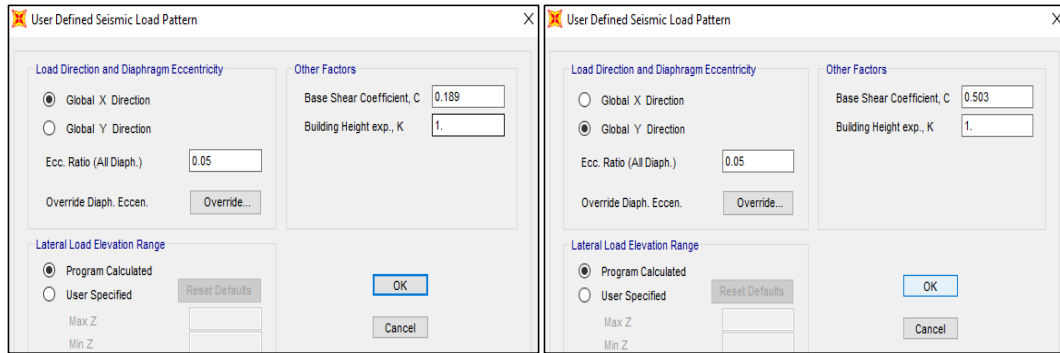 User Defined Seismic Load Pattern
Load Direction and Diaphragm Eccentricity
Global X Direction
Global Y Direction
Ecc. Ratio (All Diaph.) 0.05
Override Diaph. Eccen. Override...
Other Factors
Base Shear Coefficient, C 0.189
Building Height exp., K 1.
Lateral Load Elevation Range
Program Calculated
User Specified Reset Defaults
Max Z
Min Z
OK
Cancel
User Defined Seismic Load Pattern
Load Direction and Diaphragm Eccentricity
Global X Direction
Global Y Direction
Ecc. Ratio (All Diaph.) 0.05
Override Diaph. Eccen. Override...
Other Factors
Base Shear Coefficient, C 0.503
Building Height exp., K 1.
Lateral Load Elevation Range
Program Calculated
User Specified Reset Defaults
Max Z
Min Z
OK
Cancel